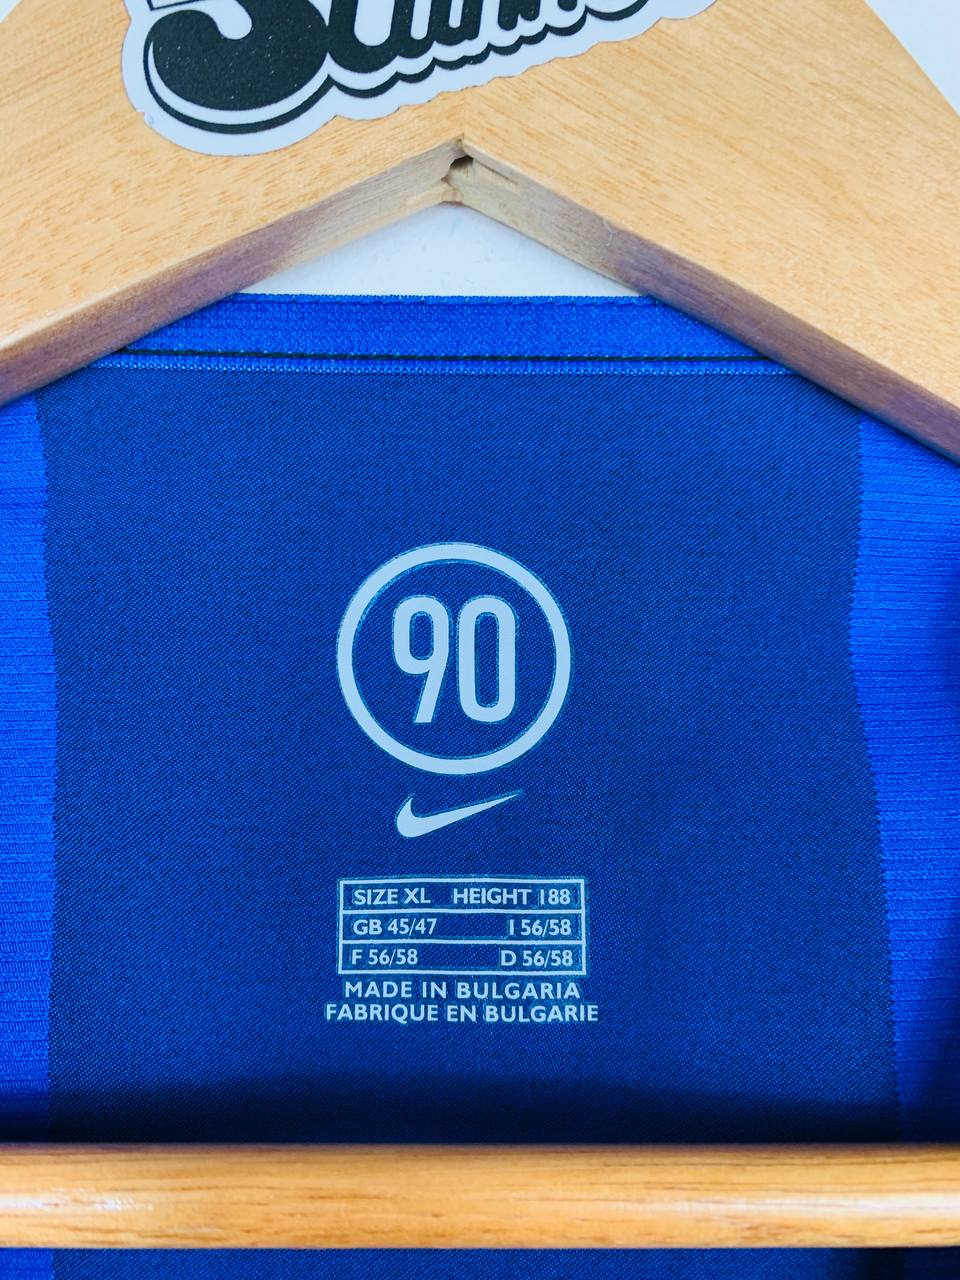 90
SIZE XL HEIGHT 188
GB 45/47 I 56/58
F 56/58 D 56/58
MADE IN BULGARIA
FABRIQUE EN BULGARIE